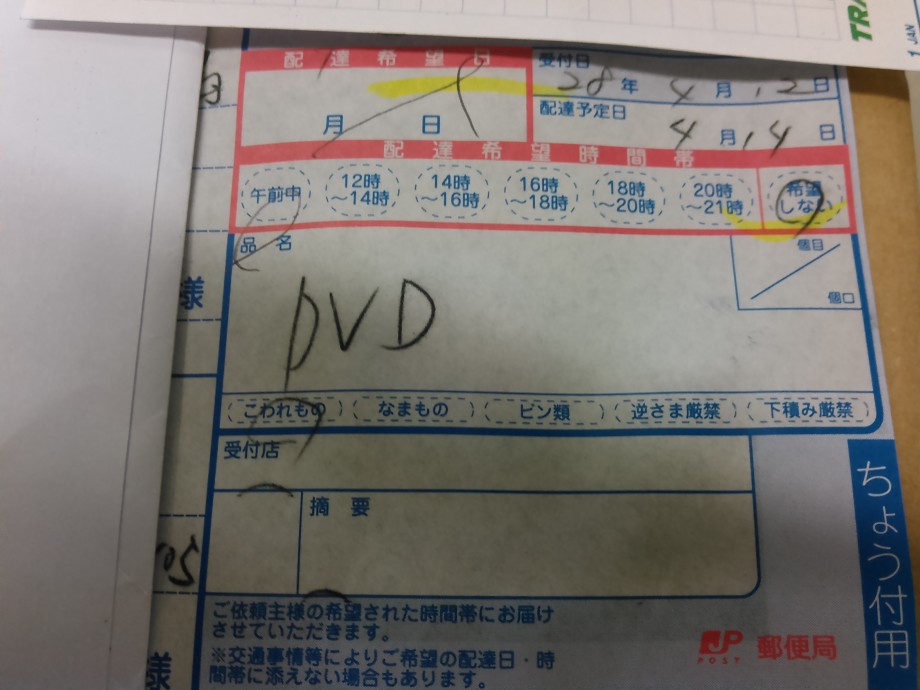 TRA
1 JAN
配達希望日
月 日
受付日
28年 4月 12日
配達予定日
4月 14日
配達希望時間帯
午前中
12時～14時
14時～16時
16時～18時
18時～20時
20時～21時
希望しない
品名
個目
個口
DVD
こわれもの
なまもの
ビン類
逆さま厳禁
下積み厳禁
受付店
摘要
様
05
様
ご依頼主様の希望された時間帯にお届け
させていただきます。
※交通事情等によりご希望の配達日・時
間帯に添えない場合もあります。
JP
POST
郵便局
ちょう付用